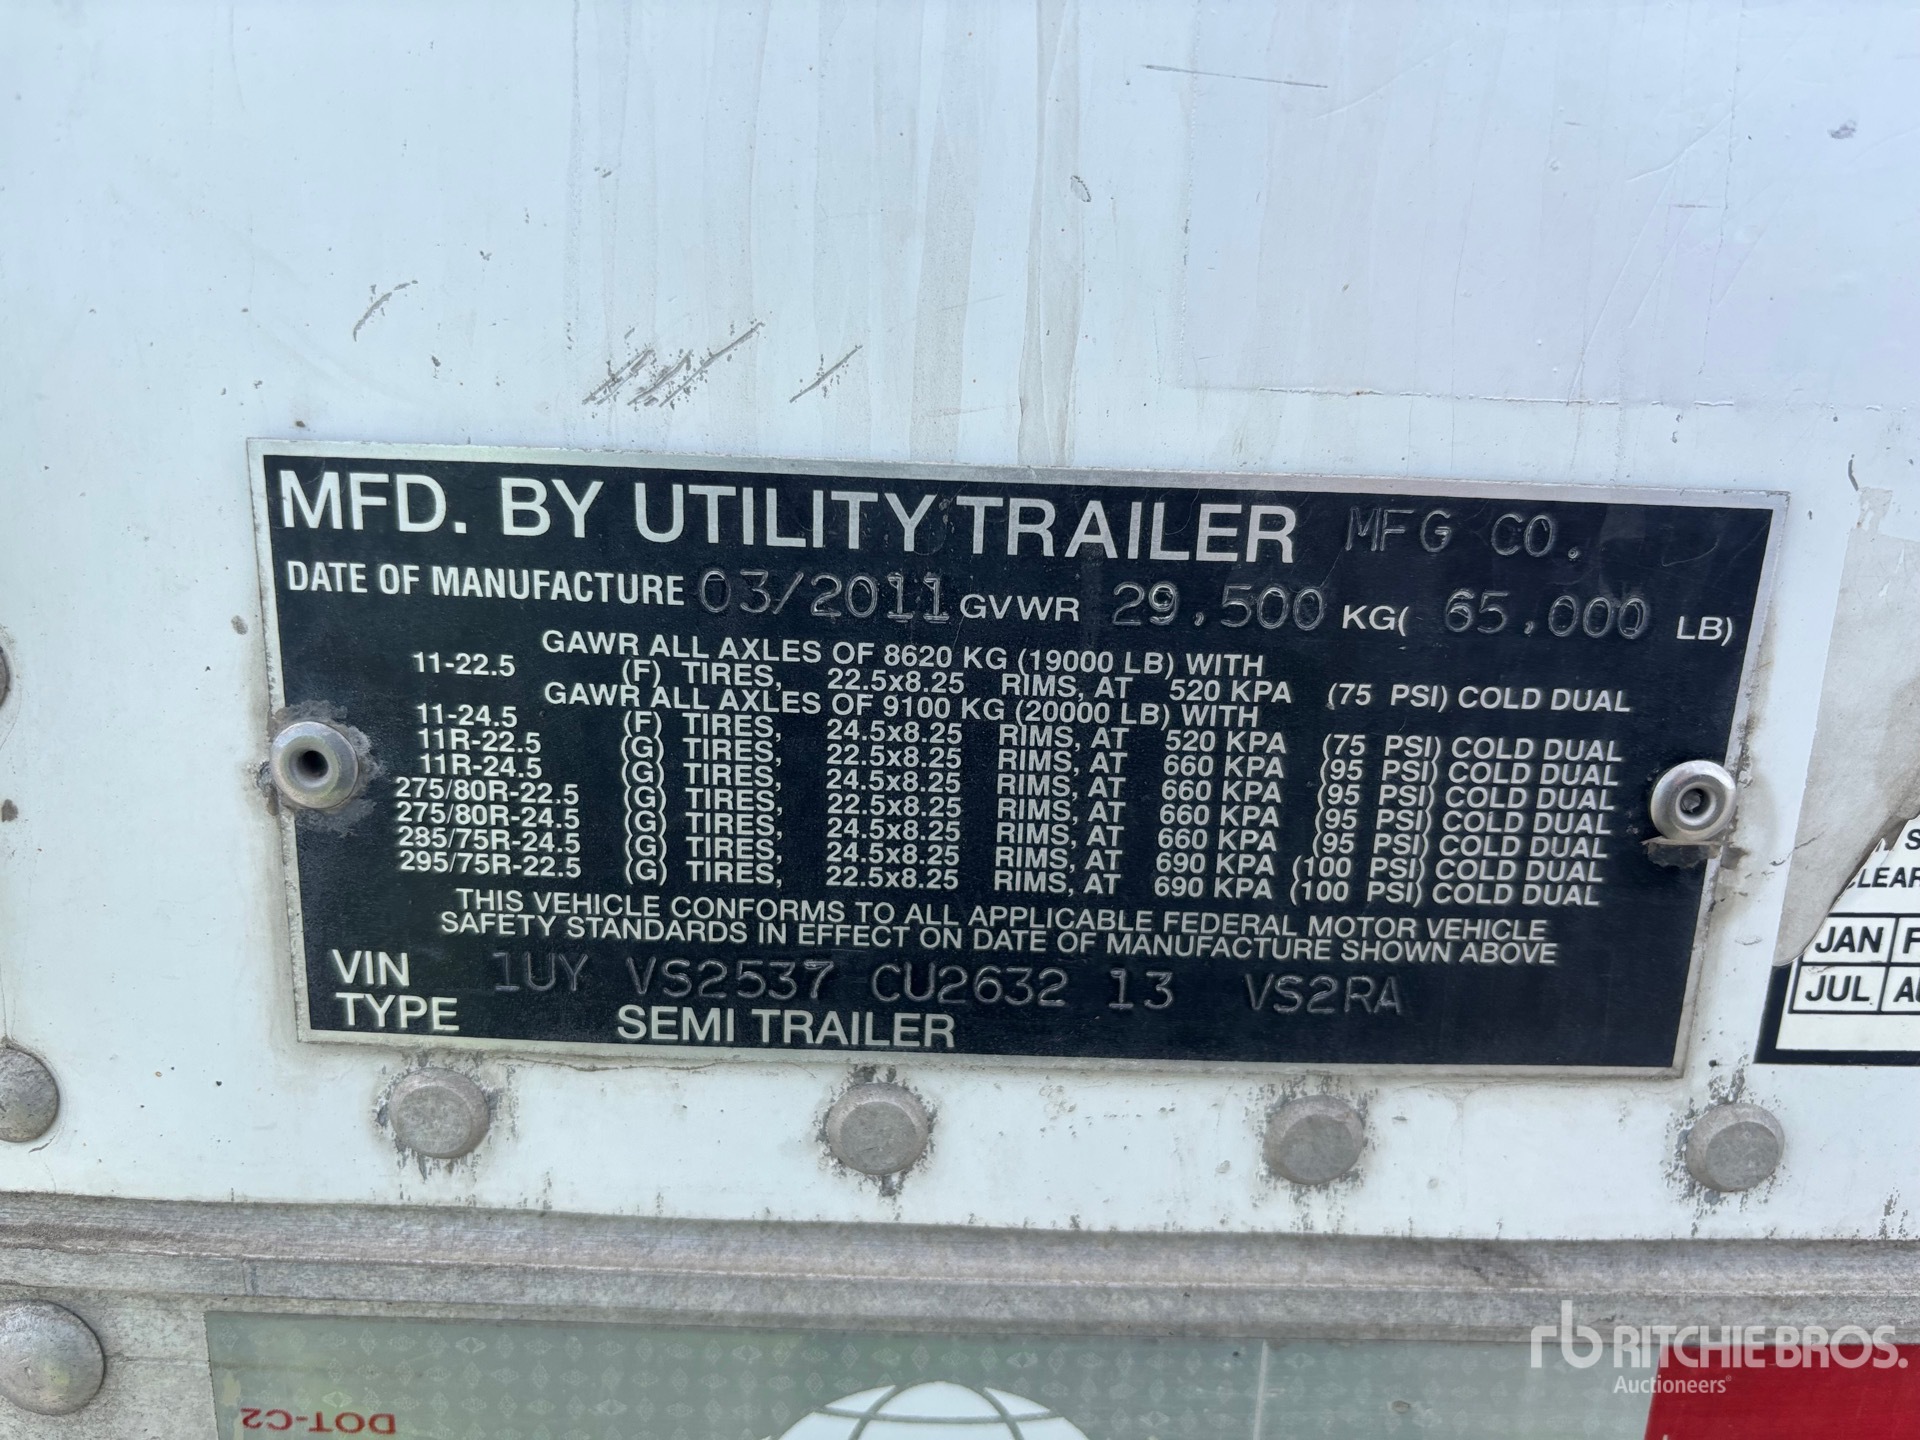 MFD. BY UTILITY TRAILER MFG CO.
DATE OF MANUFACTURE 03/2011 GVWR 29,500 KG( 65,000 LB)
GAWR ALL AXLES OF 8620 KG (19000 LB) WITH
11-22.5 (F) TIRES, 22.5x8.25 RIMS, AT 520 KPA (75 PSI) COLD DUAL
GAWR ALL AXLES OF 9100 KG (20000 LB) WITH
11-24.5 (F) TIRES, 24.5x8.25 RIMS, AT 520 KPA (75 PSI) COLD DUAL
11R-22.5 (G) TIRES, 22.5x8.25 RIMS, AT 660 KPA (95 PSI) COLD DUAL
11R-24.5 (G) TIRES, 24.5x8.25 RIMS, AT 660 KPA (95 PSI) COLD DUAL
275/80R-22.5 (G) TIRES, 22.5x8.25 RIMS, AT 660 KPA (95 PSI) COLD DUAL
275/80R-24.5 (G) TIRES, 24.5x8.25 RIMS, AT 660 KPA (95 PSI) COLD DUAL
285/75R-24.5 (G) TIRES, 24.5x8.25 RIMS, AT 690 KPA (100 PSI) COLD DUAL
295/75R-22.5 (G) TIRES, 22.5x8.25 RIMS, AT 690 KPA (100 PSI) COLD DUAL
THIS VEHICLE CONFORMS TO ALL APPLICABLE FEDERAL MOTOR VEHICLE
SAFETY STANDARDS IN EFFECT ON DATE OF MANUFACTURE SHOWN ABOVE
VIN 1UY VS2537 CU2632 13 VS2RA
TYPE SEMI TRAILER
JAN F
JUL
DOT-C2
rb RITCHIE BROS.
Auctioneers